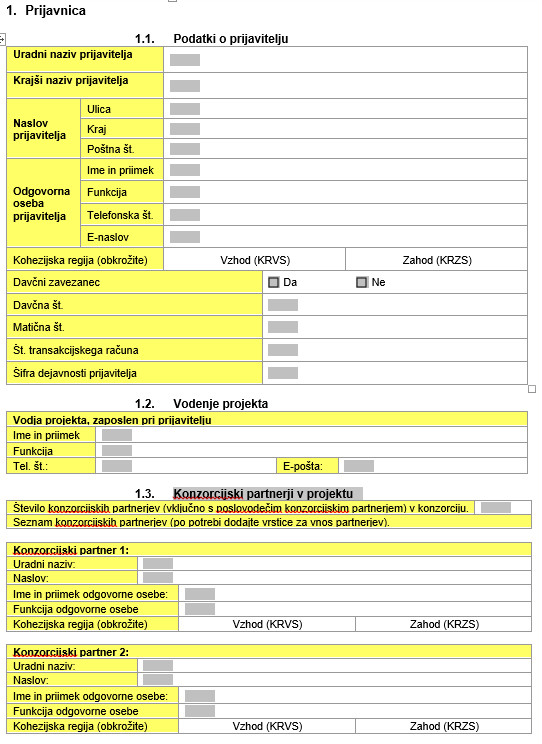 1. Prijavnica
1.1. Podatki o prijavitelju
Uradni naziv prijavitelja
Krajši naziv prijavitelja
Naslov prijavitelja
Ulica
Kraj
Poštna št.
Odgovorna oseba prijavitelja
Ime in priimek
Funkcija
Telefonska št.
E-naslov
Kohezijska regija (obkrožite) Vzhod (KRVS) Zahod (KRZS)
Davčni zavezanec Da Ne
Davčna št.
Matična št.
Št. transakcijskega računa
Šifra dejavnosti prijavitelja
1.2. Vodenje projekta
Vodja projekta, zaposlen pri prijavitelju
Ime in priimek
Funkcija
Tel. št.: E-pošta:
1.3. Konzorcijski partnerji v projektu
Število konzorcijskih partnerjev (vključno s poslovodečim konzorcijskim partnerjem) v konzorciju.
Seznam konzorcijskih partnerjev (po potrebi dodajte vrstice za vnos partnerjev).
Konzorcijski partner 1:
Uradni naziv:
Naslov:
Ime in priimek odgovorne osebe:
Funkcija odgovorne osebe
Kohezijska regija (obkrožite) Vzhod (KRVS) Zahod (KRZS)
Konzorcijski partner 2:
Uradni naziv:
Naslov:
Ime in priimek odgovorne osebe:
Funkcija odgovorne osebe
Kohezijska regija (obkrožite) Vzhod (KRVS) Zahod (KRZS)